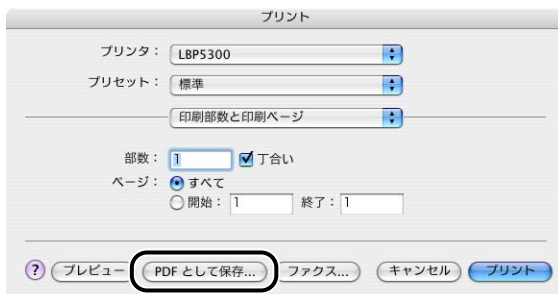 プリント
プリンタ： LBP5300
プリセット： 標準
印刷部数と印刷ページ
部数： 1 丁合い
ページ： すべて
開始： 1 終了： 1
? プレビュー PDF として保存... ファクス... キャンセル プリント